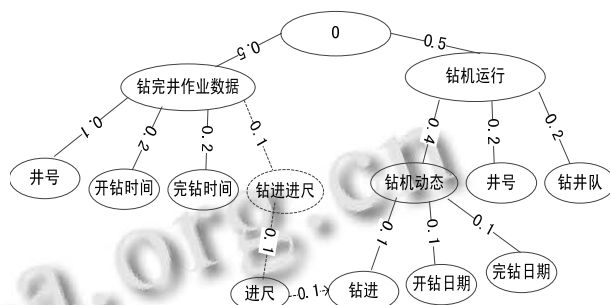 0
0.5
0.5
钻完井作业数据
钻机运行
0.1
0.2
0.2
0.1
0.4
0.2
0.2
井号
开钻时间
完钻时间
钻进进尺
钻机动态
井号
钻井队
0.1
0.1
0.1
0.1
进尺
0.1
钻进
开钻日期
完钻日期
a.org.cn